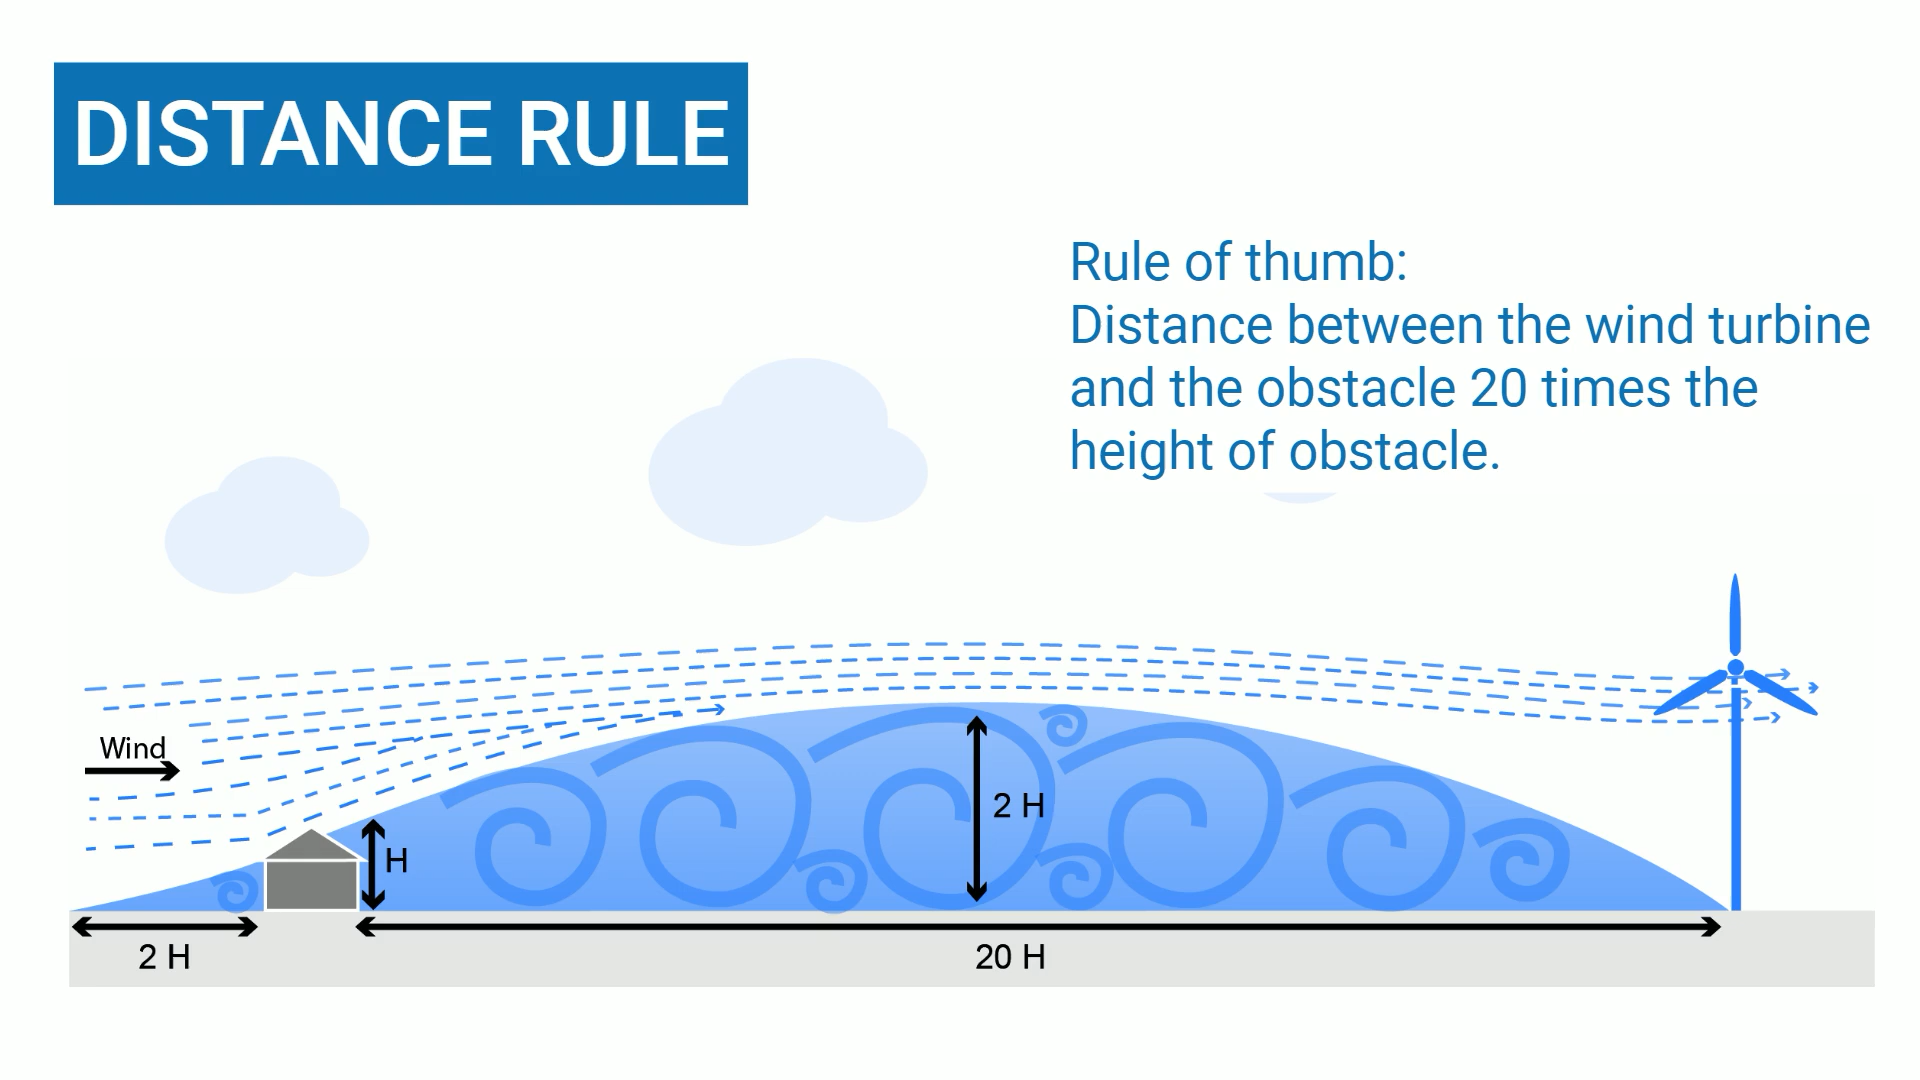 DISTANCE RULE
Rule of thumb:
Distance between the wind turbine
and the obstacle 20 times the
height of obstacle.
Wind
2 H
H
2 H
20 H